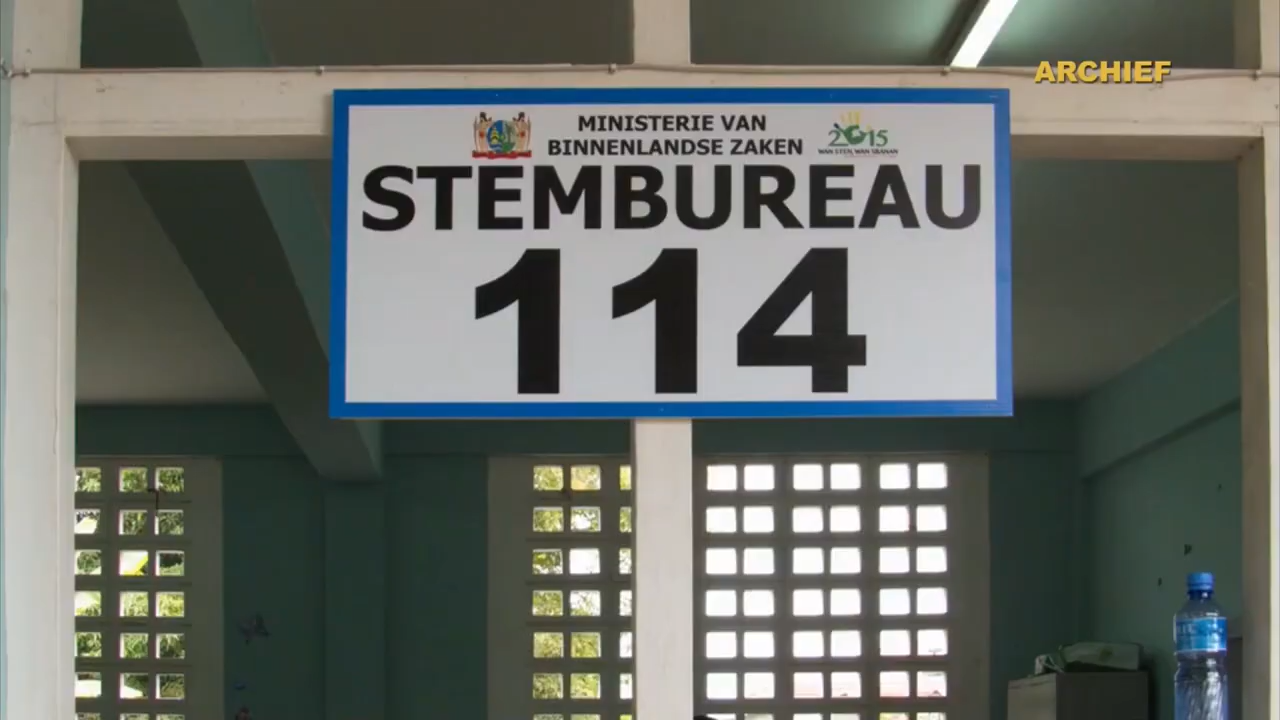 ARCHIEF
MINISTERIE VAN
BINNENLANDSE ZAKEN
2015
STEMBUREAU
114